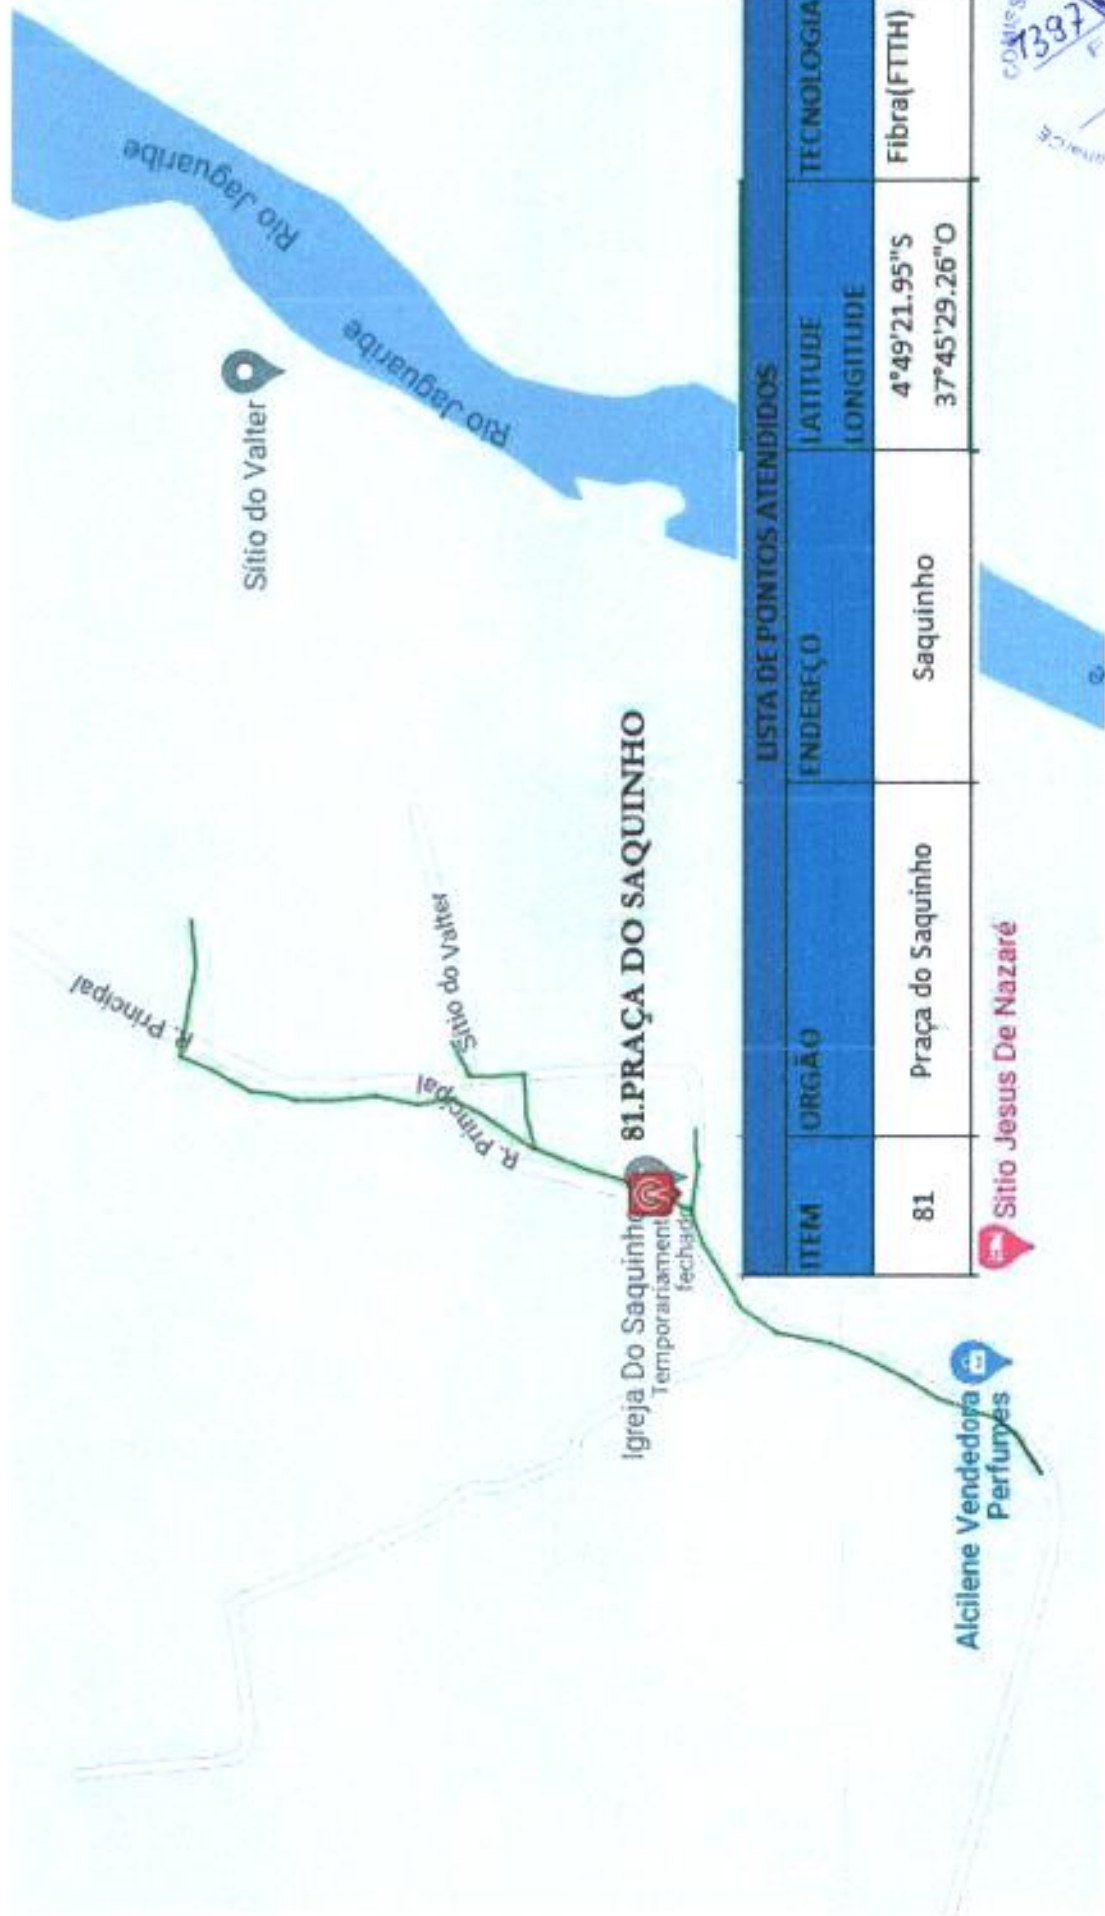 Rio Jaguaribe
Rio Jaguaribe
Sítio do Valter
R. Principal
Sítio do Valter
R. Principal
81.PRAÇA DO SAQUINHO
Igreja Do Saquinho
Temporariament
fechad
LISTA DE PONTOS ATENDIDOS
ITEM ORGÃO ENDEREÇO LATITUDE TECNOLOGIA
LONGITUDE
81 Praça do Saquinho Saquinho 4°49'21.95"S Fibra(FTTH)
37°45'29.26"O
Sítio Jesus De Nazaré
Alcilene Vendedora
Perfumes
1397